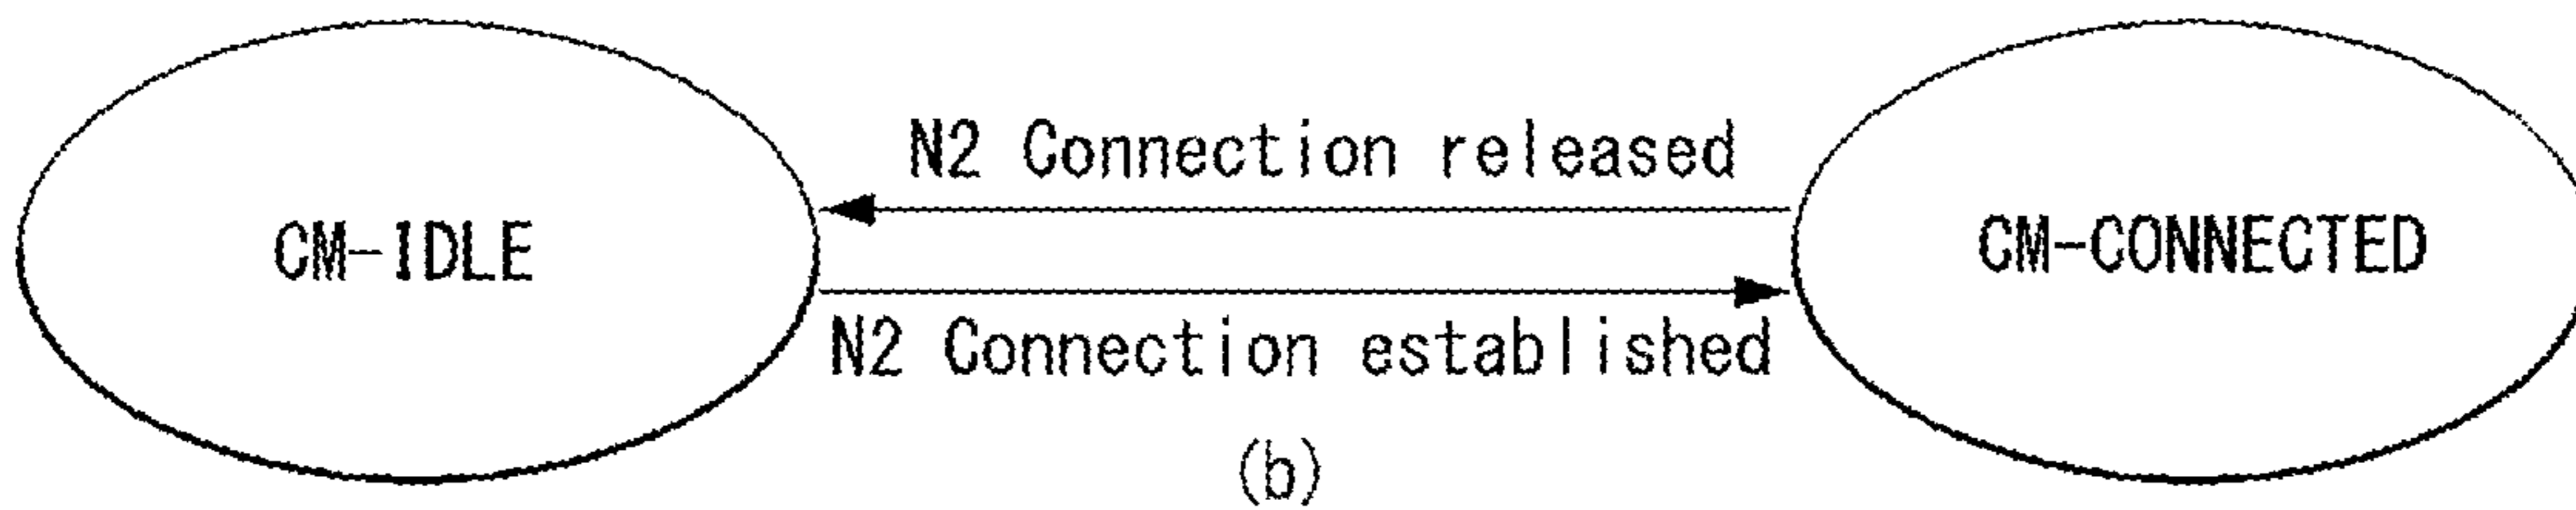 N2 Connection released
CM-IDLE
CM-CONNECTED
N2 Connection established
(b)